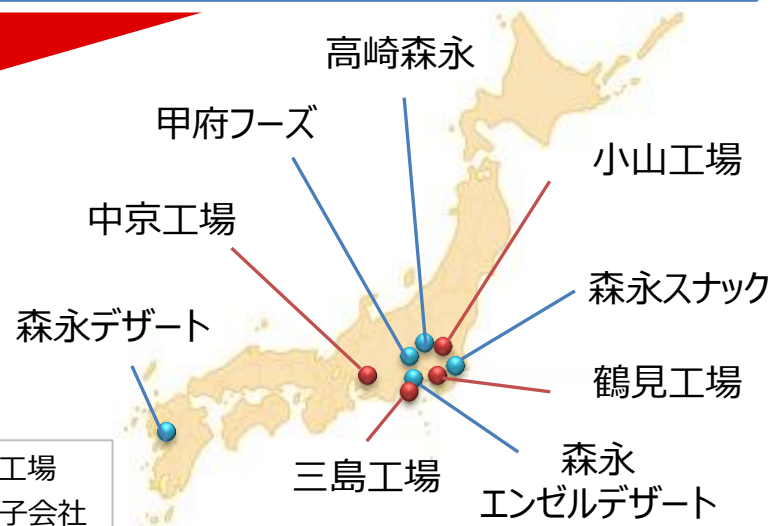 高崎森永
甲府フーズ
小山工場
中京工場
森永スナック
森永デザート
鶴見工場
三島工場
森永
エンゼルデザート
工場
子会社